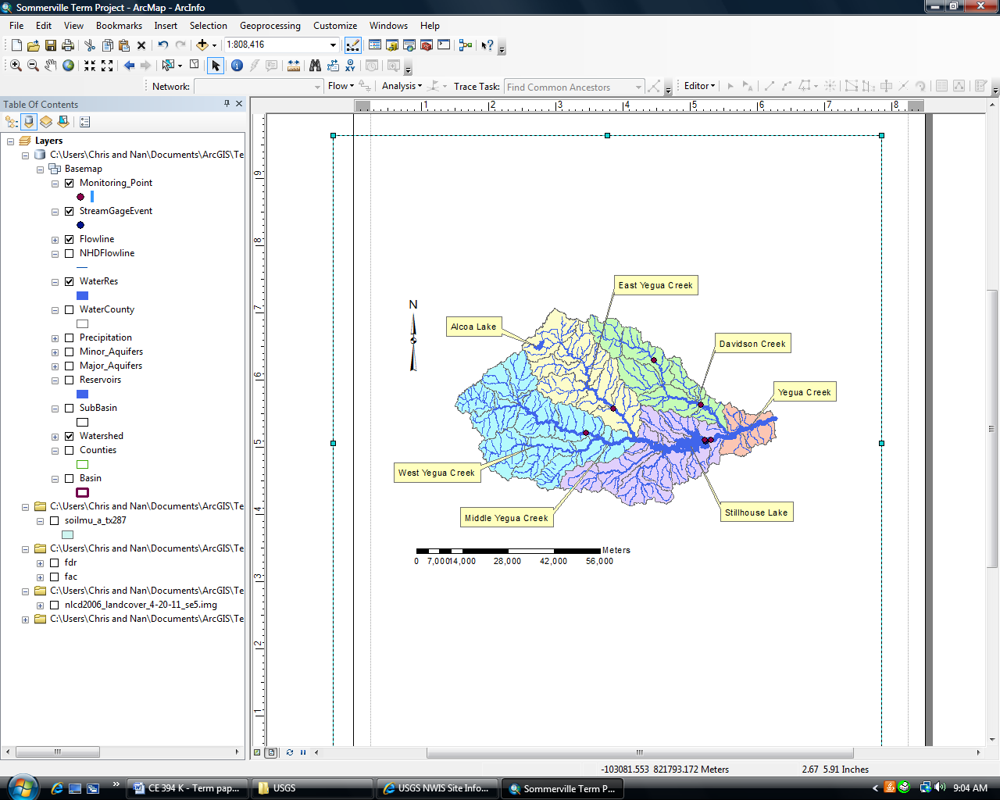 Sommerville Term Project - ArcMap - ArcInfo
File Edit View Bookmarks Insert Selection Geoprocessing Customize Windows Help
1:808,416
Network: Flow Analysis Trace Task: Find Common Ancestors Editor
Table Of Contents
Layers
C:\Users\Chris and Nan\Documents\ArcGIS\Te
Basemap
Monitoring_Point
StreamGageEvent
Flowline
NHDFlowline
WaterRes
WaterCounty
Precipitation
Minor_Aquifers
Major_Aquifers
Reservoirs
SubBasin
Watershed
Counties
Basin
C:\Users\Chris and Nan\Documents\ArcGIS\Te
soilmu_a_tx287
C:\Users\Chris and Nan\Documents\ArcGIS\Te
fdr
fac
C:\Users\Chris and Nan\Documents\ArcGIS\Te
nlcd2006_landcover_4-20-11_se5.img
C:\Users\Chris and Nan\Documents\ArcGIS\Te
1 2 3 4 5 6 7 8
9
8
7
6
5
4
3
2
1
N
East Yegua Creek
Alcoa Lake
Davidson Creek
Yegua Creek
West Yegua Creek
Middle Yegua Creek
Stillhouse Lake
Meters
0 7,000 14,000 28,000 42,000 56,000
-103081.553 821793.172 Meters 2.67 5.91 Inches
CE 394 K - Term pap... USGS USGS NWIS Site Info... Sommerville Term P... 9:04 AM